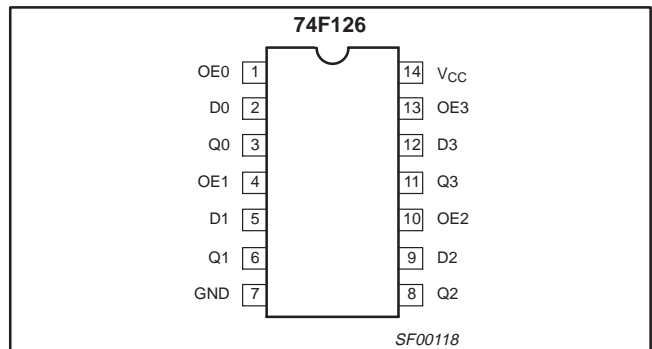 74F126
OE0 1 14 VCC
D0 2 13 OE3
Q0 3 12 D3
OE1 4 11 Q3
D1 5 10 OE2
Q1 6 9 D2
GND 7 8 Q2
SF00118